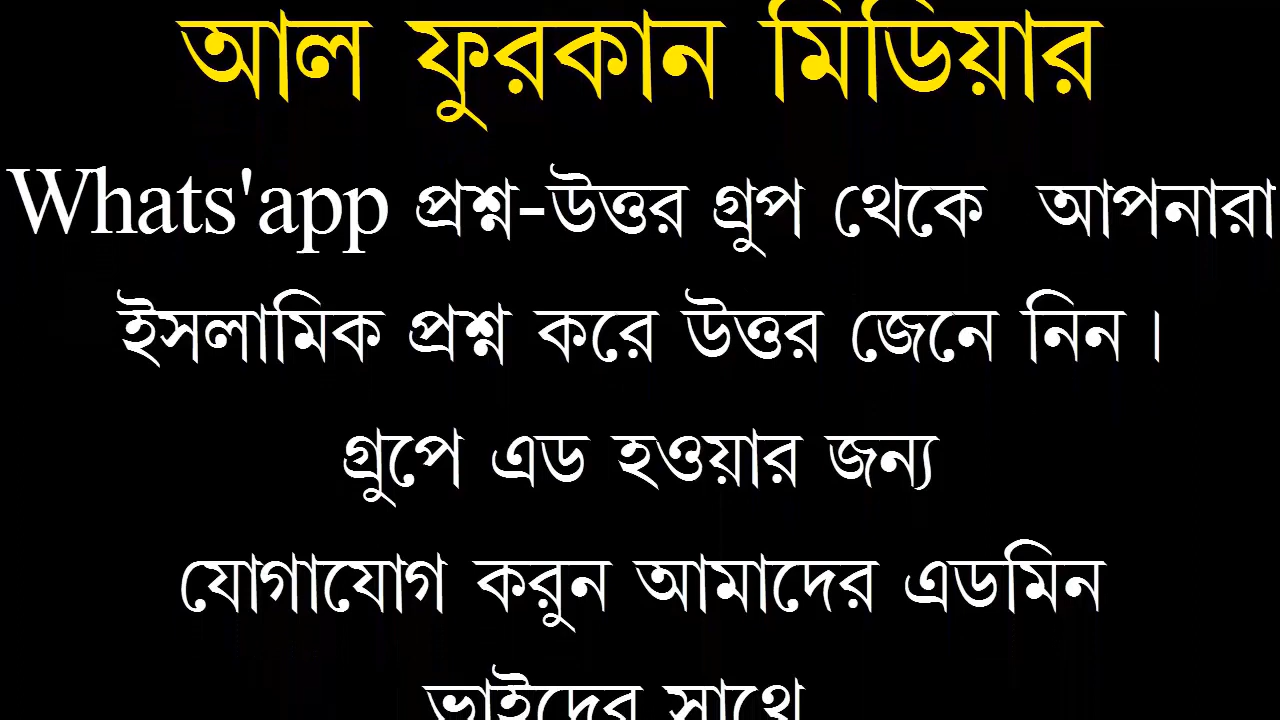 আল ফুরকান মিডিয়ার
Whats'app প্রশ্ন-উত্তর গ্রুপ থেকে আপনারা
ইসলামিক প্রশ্ন করে উত্তর জেনে নিন।
গ্রুপে এড হওয়ার জন্য
যোগাযোগ করুন আমাদের এডমিন
ভাইদের সাথে